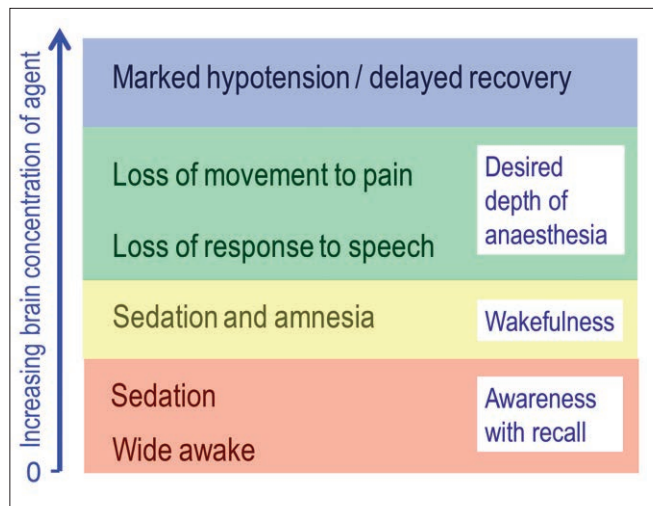 Increasing brain concentration of agent
0
Marked hypotension / delayed recovery
Loss of movement to pain
Loss of response to speech
Desired
depth of
anaesthesia
Sedation and amnesia
Wakefulness
Sedation
Wide awake
Awareness
with recall